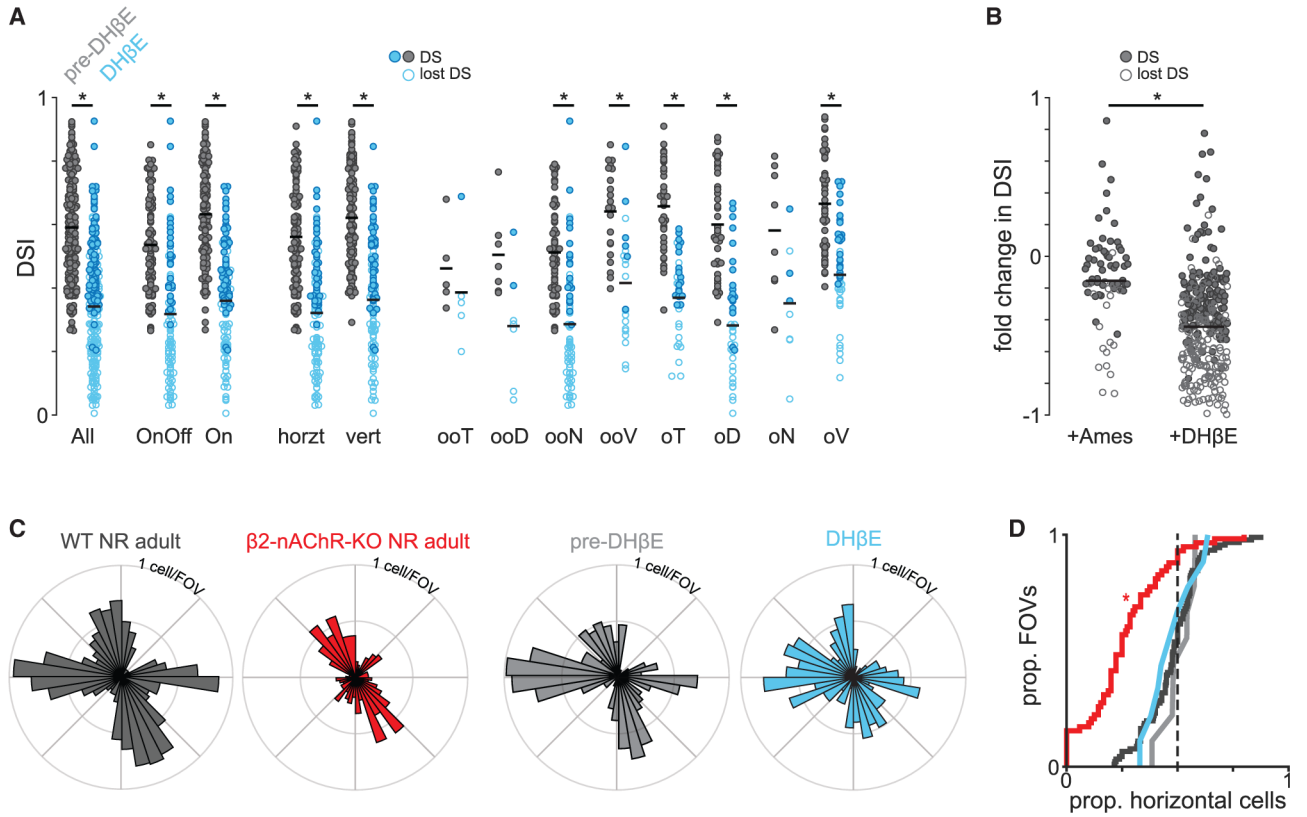 A
pre-DHβE
DHβE
DS
lost DS
* * * * * * * * * *
1
DSI
0
All OnOff On horzt vert ooT ooD ooN ooV oT oD oN oV
B
DS
lost DS
*
1
fold change in DSI
0
-1
+Ames +DHβE
C
WT NR adult β2-nAChR-KO NR adult pre-DHβE DHβE
1 cell/FOV 1 cell/FOV 1 cell/FOV 1 cell/FOV
D
1
prop. FOVs
*
0
0 1
prop. horizontal cells